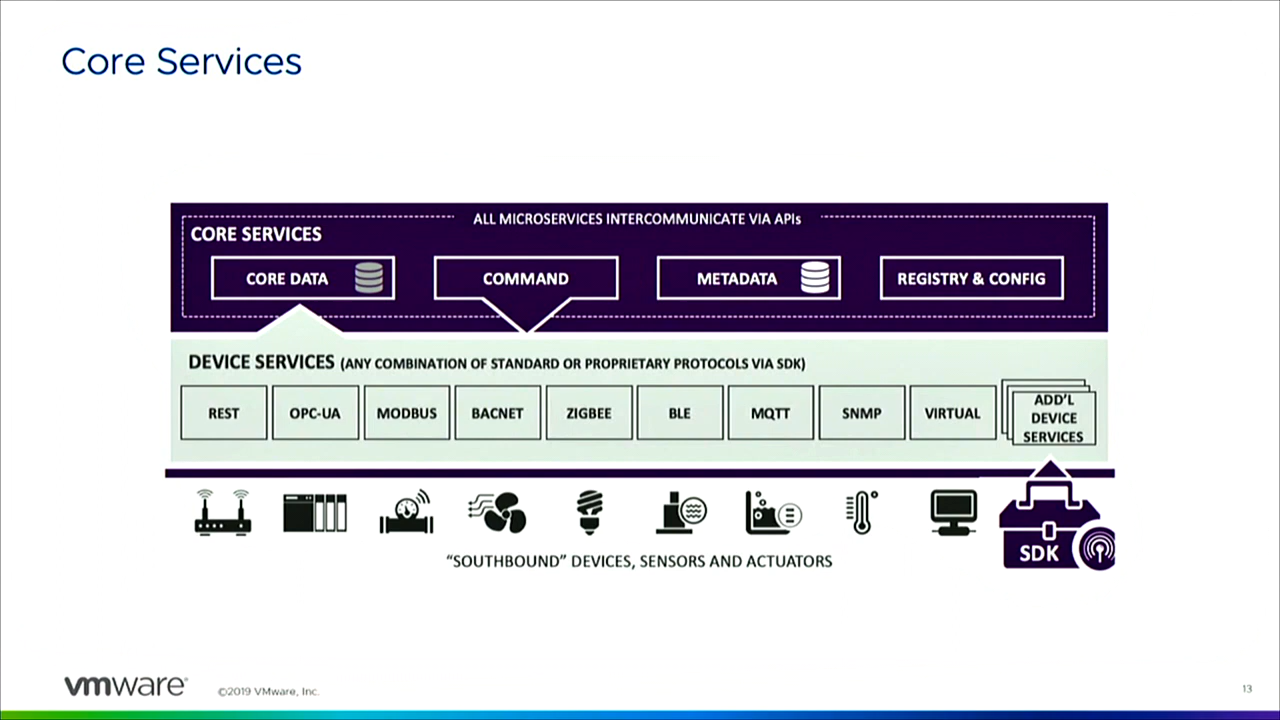 Core Services
ALL MICROSERVICES INTERCOMMUNICATE VIA APIs
CORE SERVICES
CORE DATA
COMMAND
METADATA
REGISTRY & CONFIG
DEVICE SERVICES (ANY COMBINATION OF STANDARD OR PROPRIETARY PROTOCOLS VIA SDK)
REST
OPC-UA
MODBUS
BACNET
ZIGBEE
BLE
MQTT
SNMP
VIRTUAL
ADD'L
DEVICE
SERVICES
SDK
“SOUTHBOUND” DEVICES, SENSORS AND ACTUATORS
vmware®
©2019 VMware, Inc.
13